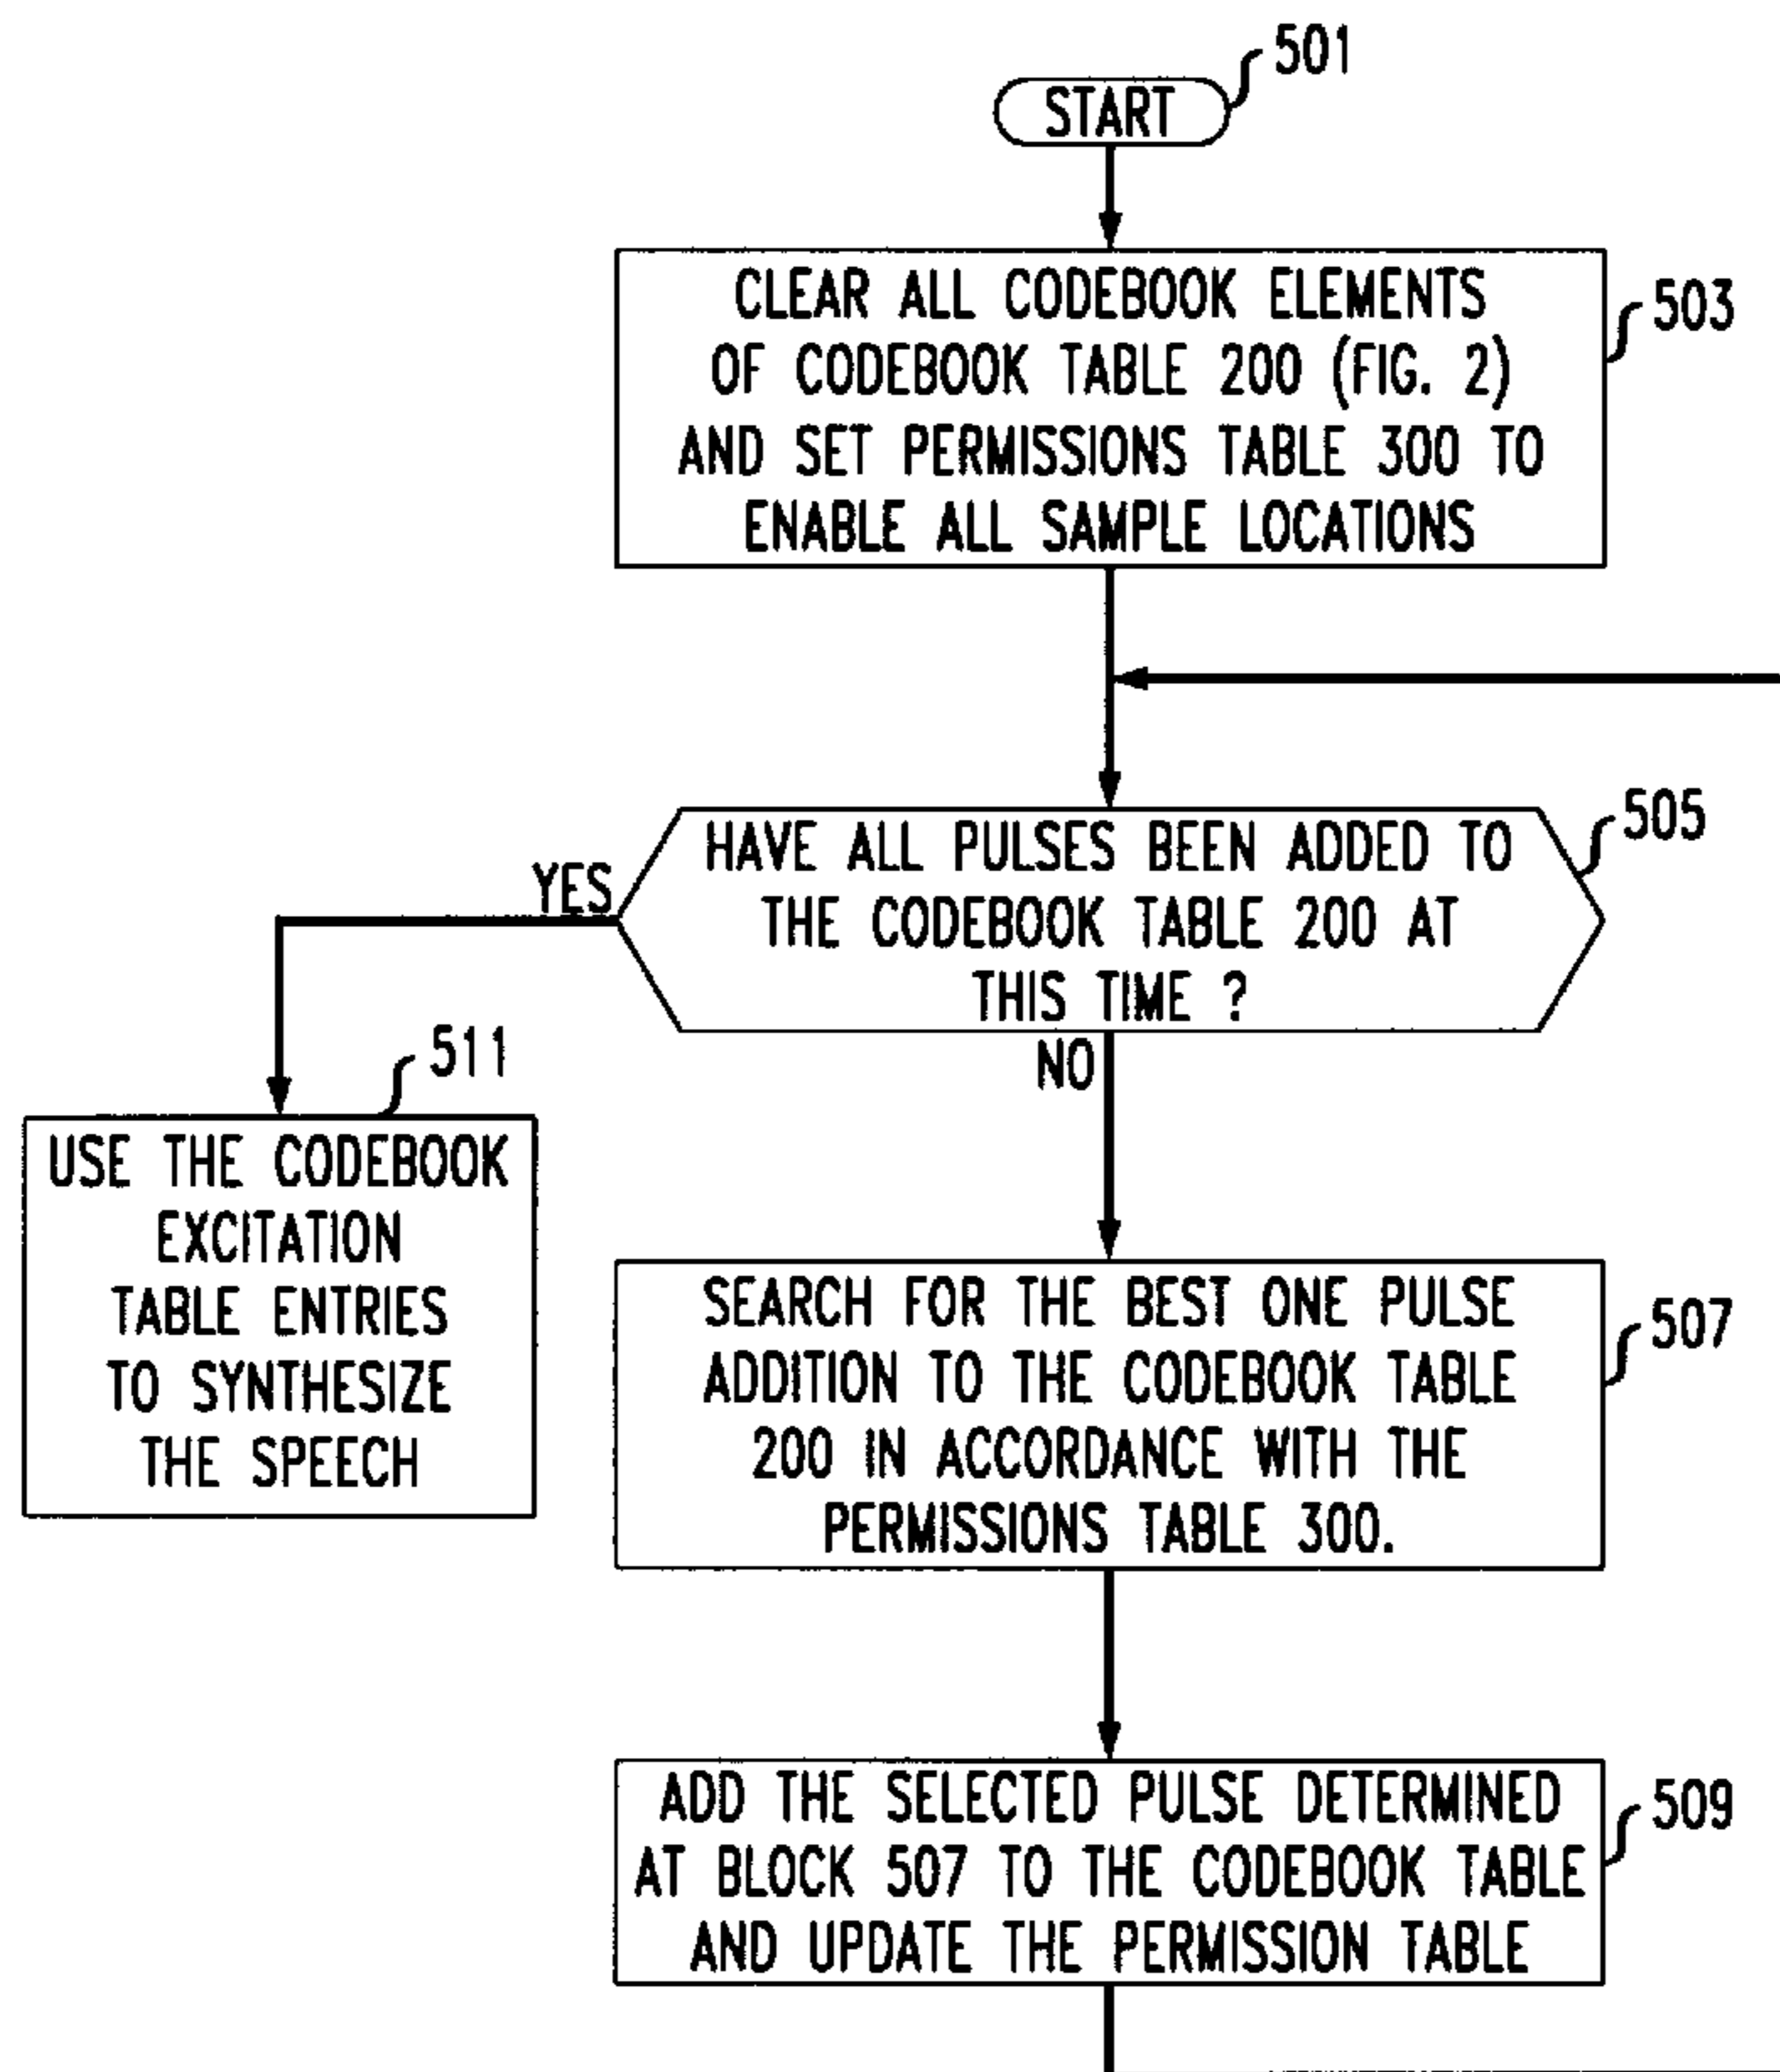 START
501
CLEAR ALL CODEBOOK ELEMENTS
OF CODEBOOK TABLE 200 (FIG. 2)
AND SET PERMISSIONS TABLE 300 TO
ENABLE ALL SAMPLE LOCATIONS
503
HAVE ALL PULSES BEEN ADDED TO
THE CODEBOOK TABLE 200 AT
THIS TIME ?
505
YES
NO
511
USE THE CODEBOOK
EXCITATION
TABLE ENTRIES
TO SYNTHESIZE
THE SPEECH
SEARCH FOR THE BEST ONE PULSE
ADDITION TO THE CODEBOOK TABLE
200 IN ACCORDANCE WITH THE
PERMISSIONS TABLE 300.
507
ADD THE SELECTED PULSE DETERMINED
AT BLOCK 507 TO THE CODEBOOK TABLE
AND UPDATE THE PERMISSION TABLE
509